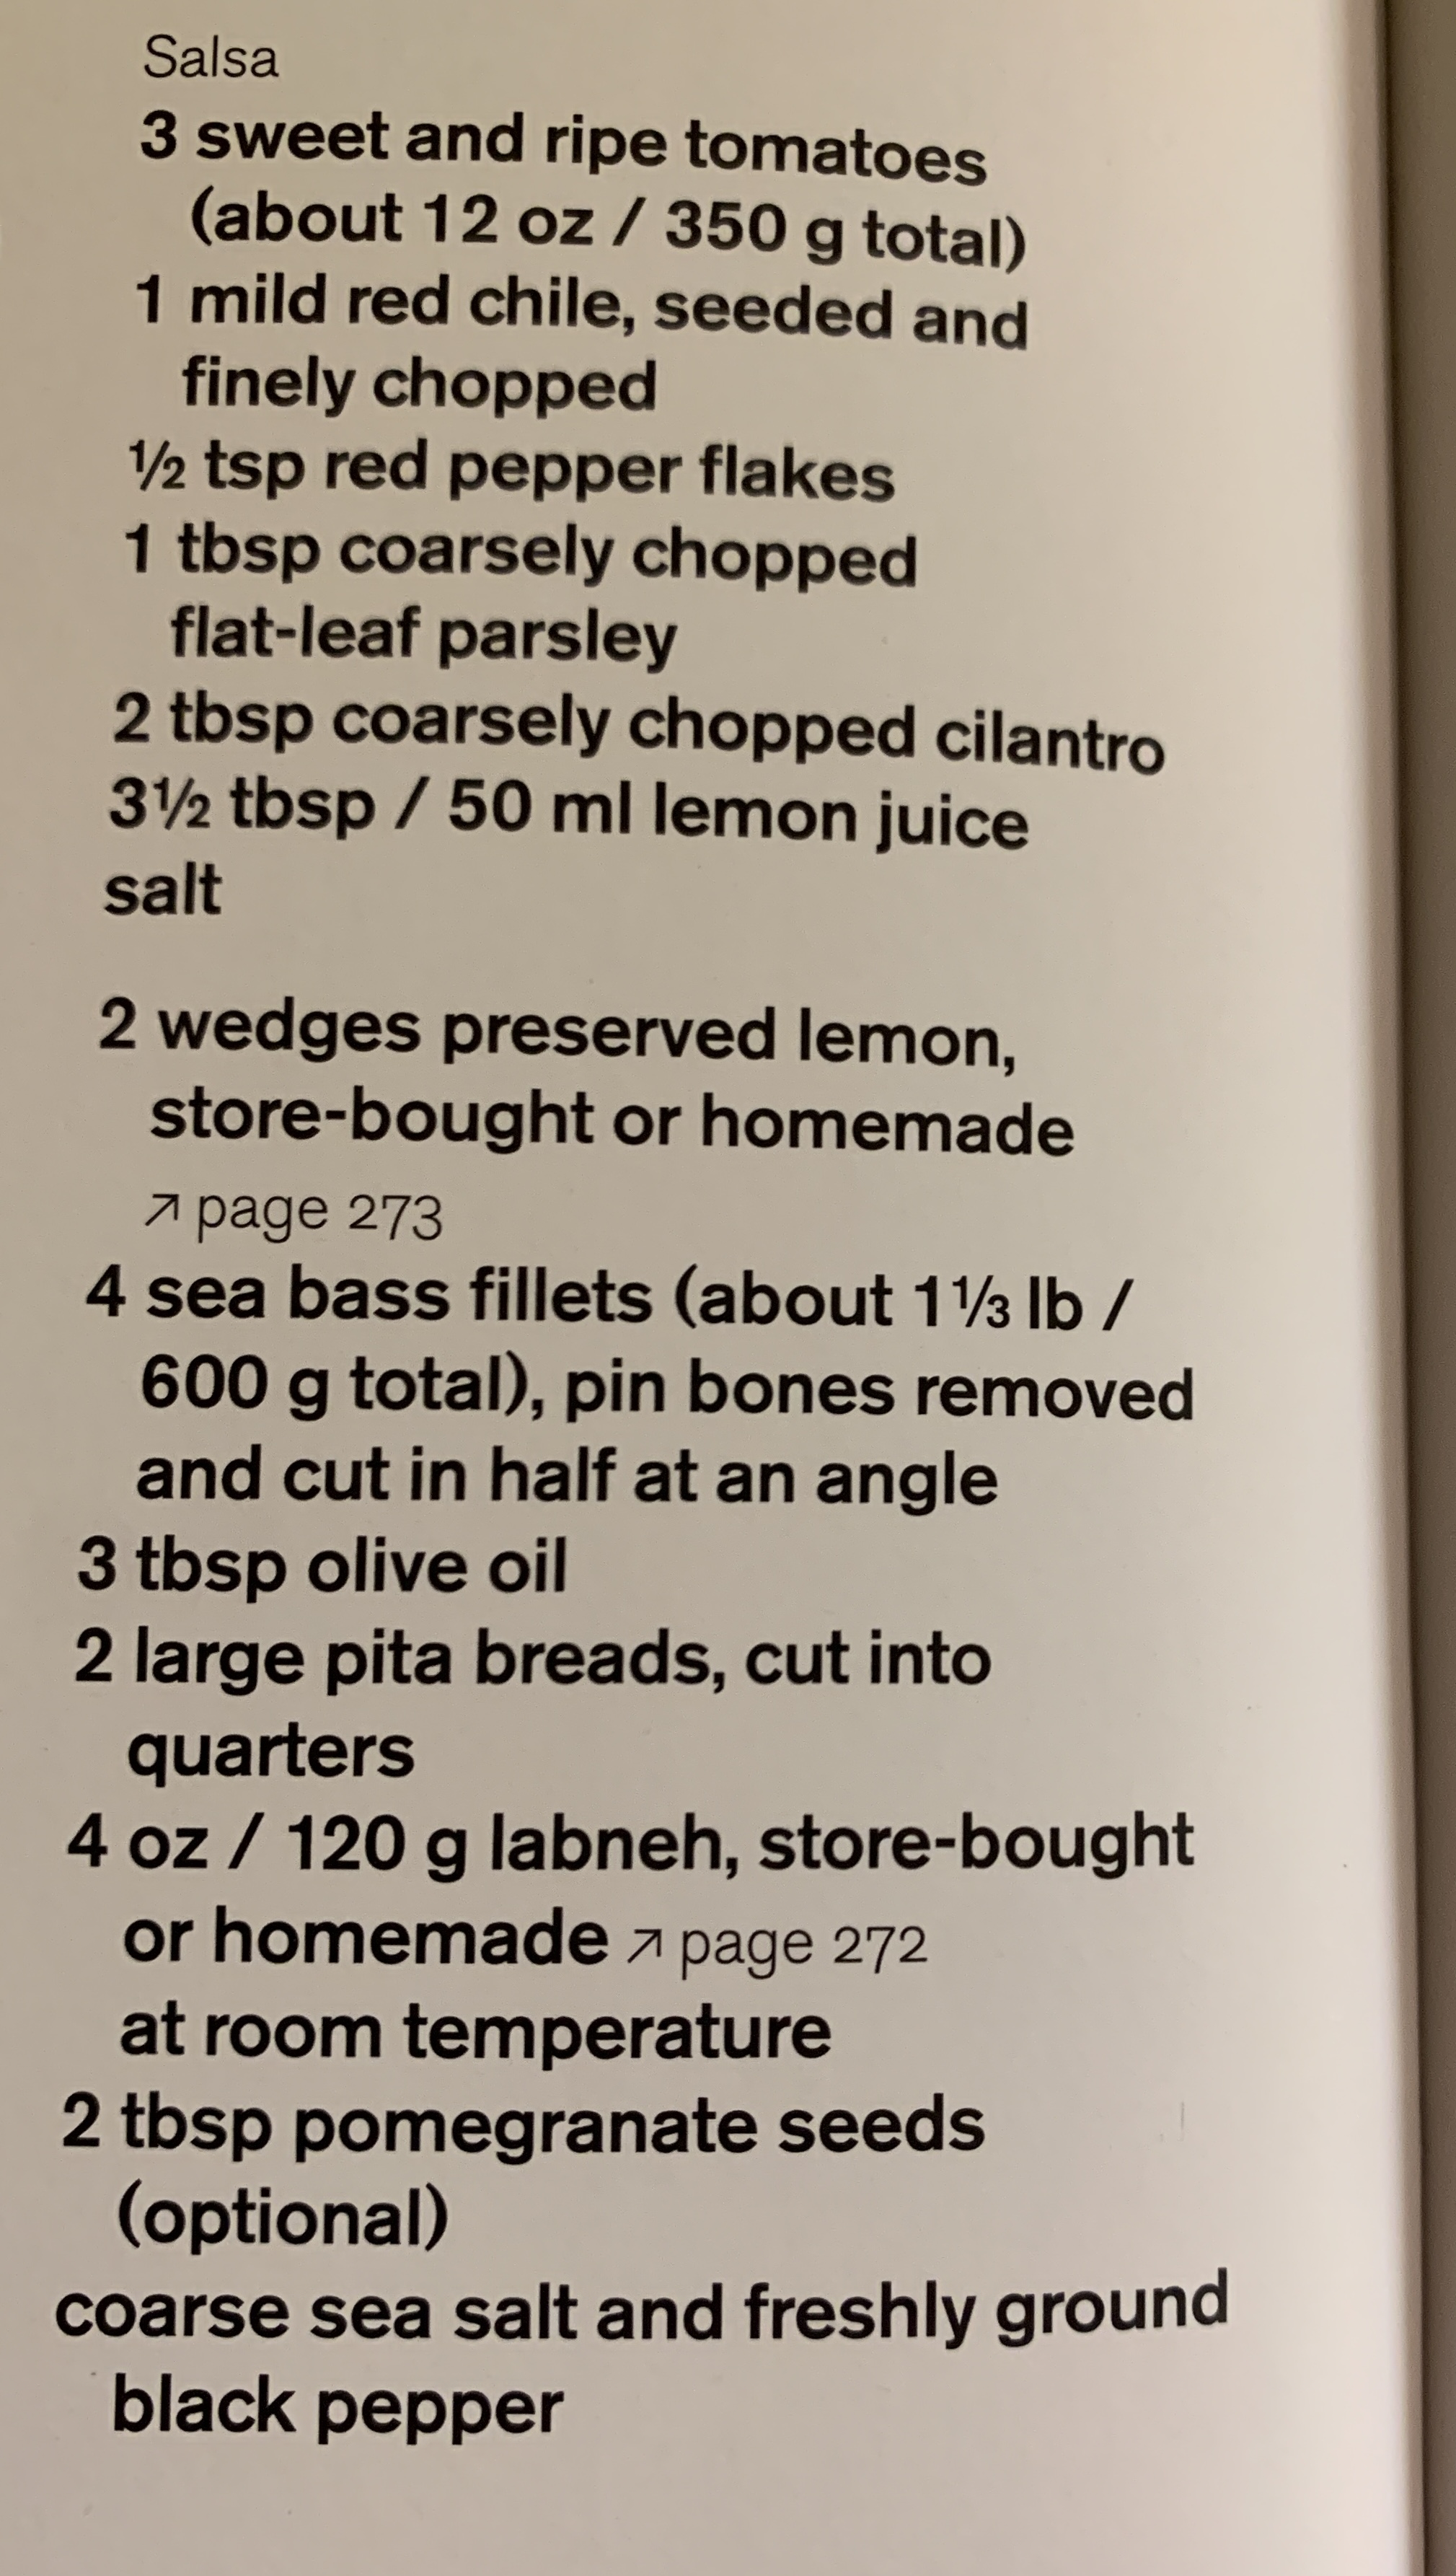 Salsa
3 sweet and ripe tomatoes
(about 12 oz / 350 g total)
1 mild red chile, seeded and
finely chopped
½ tsp red pepper flakes
1 tbsp coarsely chopped
flat-leaf parsley
2 tbsp coarsely chopped cilantro
3½ tbsp / 50 ml lemon juice
salt
2 wedges preserved lemon,
store-bought or homemade
↗ page 273
4 sea bass fillets (about 1⅓ lb /
600 g total), pin bones removed
and cut in half at an angle
3 tbsp olive oil
2 large pita breads, cut into
quarters
4 oz / 120 g labneh, store-bought
or homemade ↗ page 272
at room temperature
2 tbsp pomegranate seeds
(optional)
coarse sea salt and freshly ground
black pepper